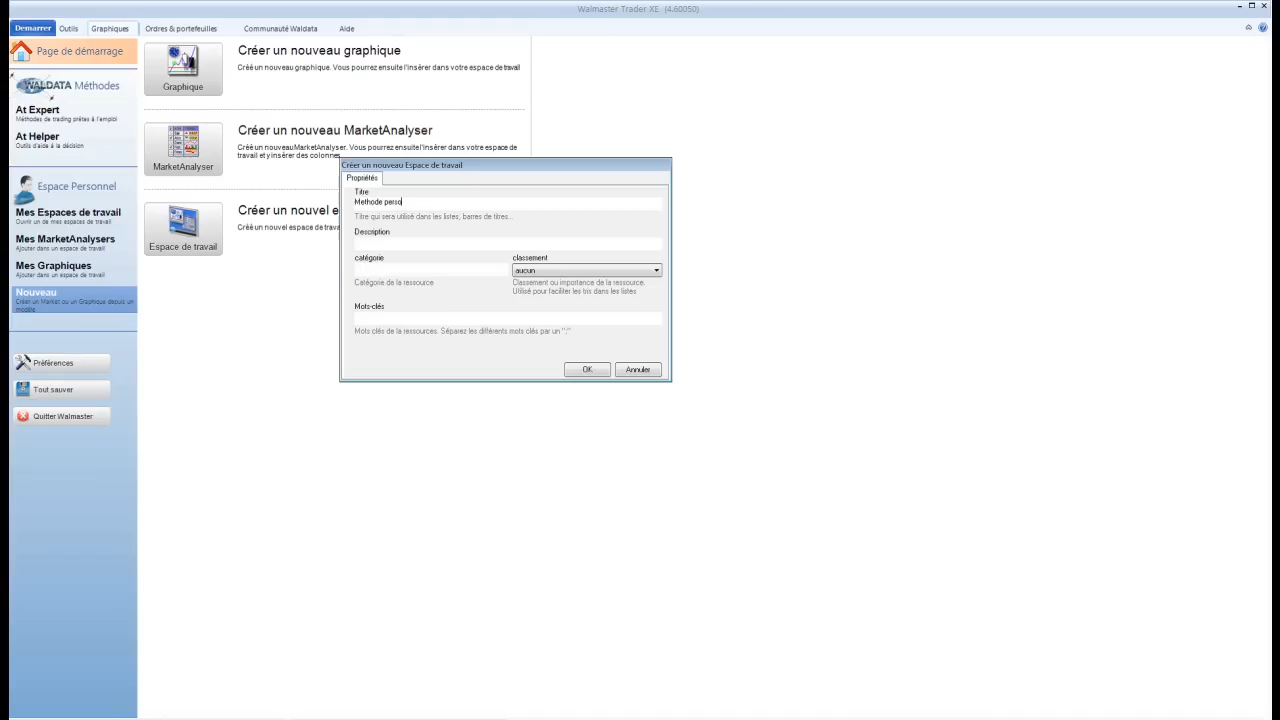 Walmaster Trader XE (4.60050)
Demarrer Outils Graphiques Ordres & portefeuilles Communauté Waldata Aide
Page de démarrage
WALDATA Méthodes
At Expert
Méthodes de trading prêtes à l'emploi
At Helper
Outils d'aide à la décision
Espace Personnel
Mes Espaces de travail
Ouvrir un de mes espaces de travail
Mes MarketAnalysers
Ajouter dans un espace de travail
Mes Graphiques
Ajouter dans un espace de travail
Nouveau
Créer un Market ou un Graphique depuis un
modèle
Préférences
Tout sauver
Quitter Walmaster
Graphique
Créer un nouveau graphique
Créé un nouveau graphique. Vous pourrez ensuite l'insérer dans votre espace de travail
MarketAnalyser
Créer un nouveau MarketAnalyser
Créé un nouveau MarketAnalyser. Vous pourrez ensuite l'insérer dans votre espace de
travail et y insérer des colonnes
Espace de travail
Créer un nouvel e
Créé un nouvel espace de trava
Créer un nouveau Espace de travail
Propriétés
Titre
Methode perso
Titre qui sera utilisé dans les listes, barres de titres...
Description
catégorie
Catégorie de la ressource
classement
aucun
Classement ou importance de la ressource.
Utilisé pour faciliter les tris dans les listes
Mots-clés
Mots clés de la ressources. Séparez les différents mots clés par un ";"
OK Annuler